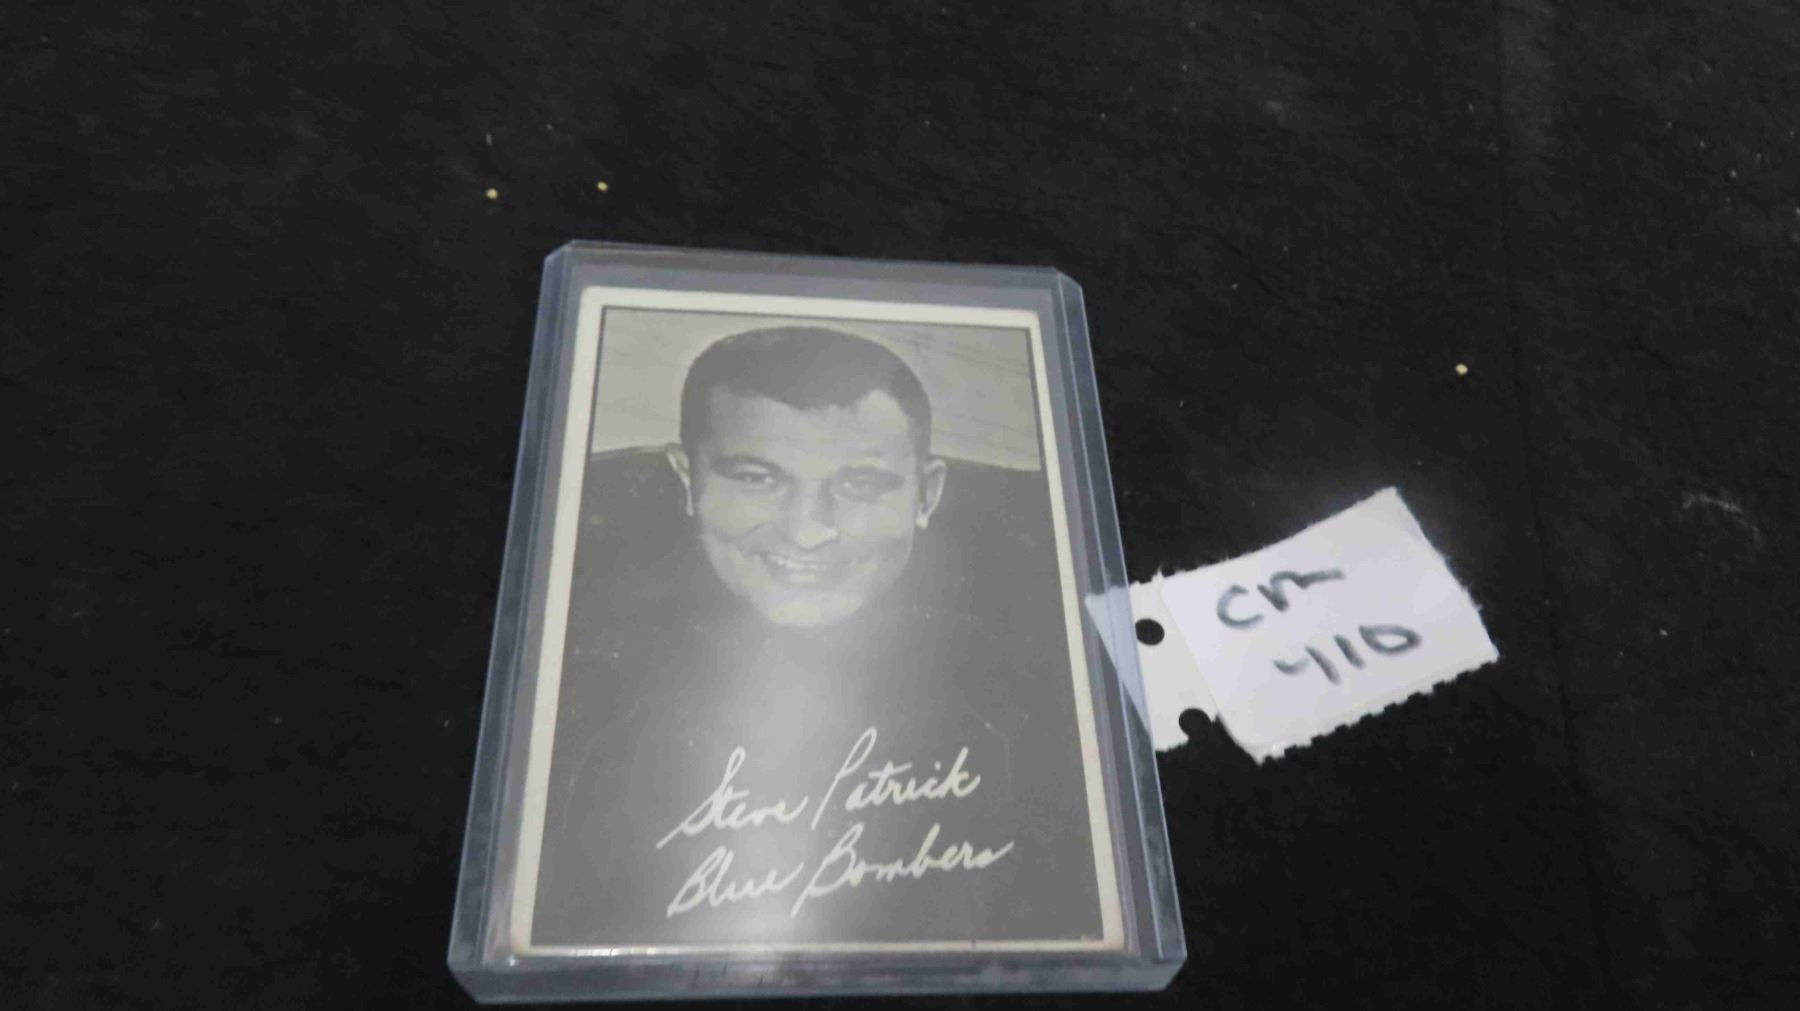 Steve Patrick
Blue Bombers
CR
410